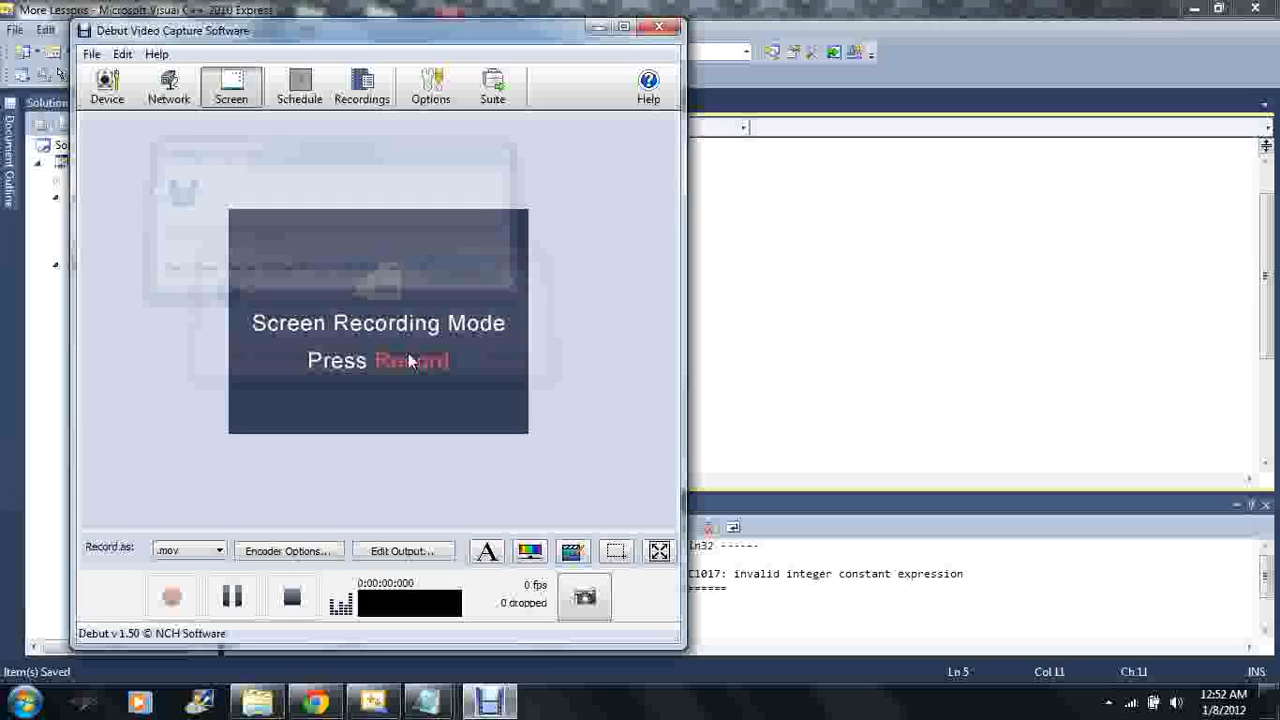 More Lessons - Microsoft Visual C++ 2010 Express
Debut Video Capture Software
File Edit
File Edit Help
Device Network Screen Schedule Recordings Options Suite Help
Solution
Document Outline
So
Screen Recording Mode
Press Record
Record as: .mov Encoder Options... Edit Output... A
0:00:00:000 0 fps
0 dropped
Debut v 1.50 © NCH Software
C1017: invalid integer constant expression
======
Item(s) Saved Ln 5 Col 11 Ch 11 INS
12:52 AM
1/8/2012